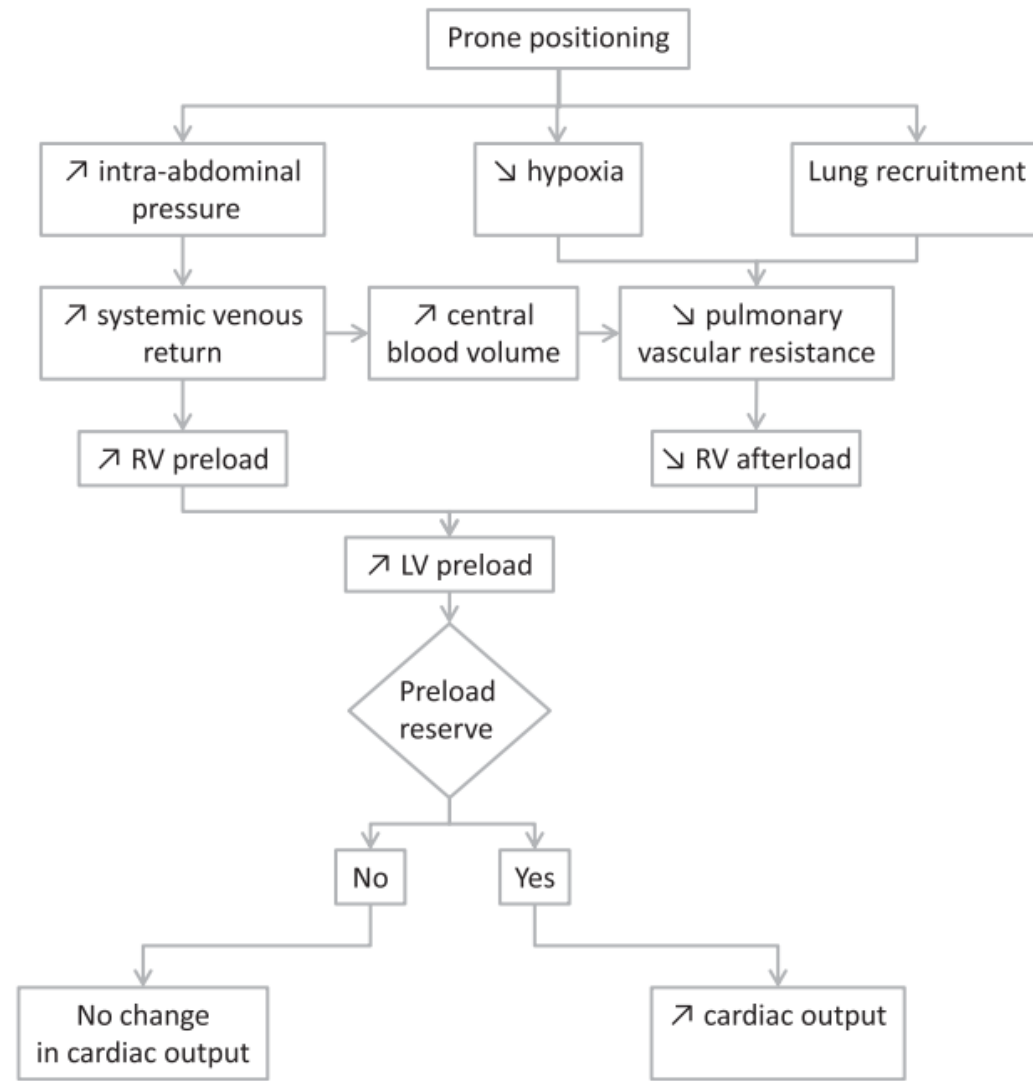 Prone positioning
↗ intra-abdominal
pressure
↘ hypoxia
Lung recruitment
↗ systemic venous
return
↗ central
blood volume
↘ pulmonary
vascular resistance
↗ RV preload
↘ RV afterload
↗ LV preload
Preload
reserve
No
Yes
No change
in cardiac output
↗ cardiac output